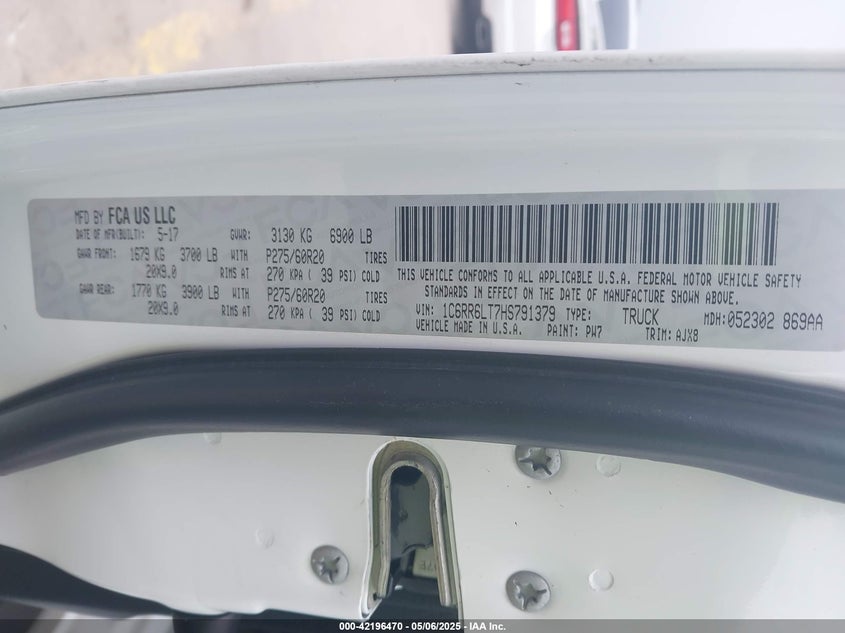 MFD BY FCA US LLC
DATE OF MFR(BUILT): 5-17 GVWR: 3130 KG 6900 LB
GAWR FRONT: 1679 KG 3700 LB WITH P275/60R20 TIRES
20X9.0 RIMS AT 270 KPA ( 39 PSI) COLD
GAWR REAR: 1770 KG 3900 LB WITH P275/60R20 TIRES
20X9.0 RIMS AT 270 KPA ( 39 PSI) COLD
THIS VEHICLE CONFORMS TO ALL APPLICABLE U.S.A. FEDERAL MOTOR VEHICLE SAFETY
STANDARDS IN EFFECT ON THE DATE OF MANUFACTURE SHOWN ABOVE.
VIN: 1C6RR6LT7HS791379 TYPE: TRUCK MDH:052302 869AA
VEHICLE MADE IN U.S.A. PAINT: PW7 TRIM: AJX8
000-42196470 - 05/06/2025 - IAA Inc.